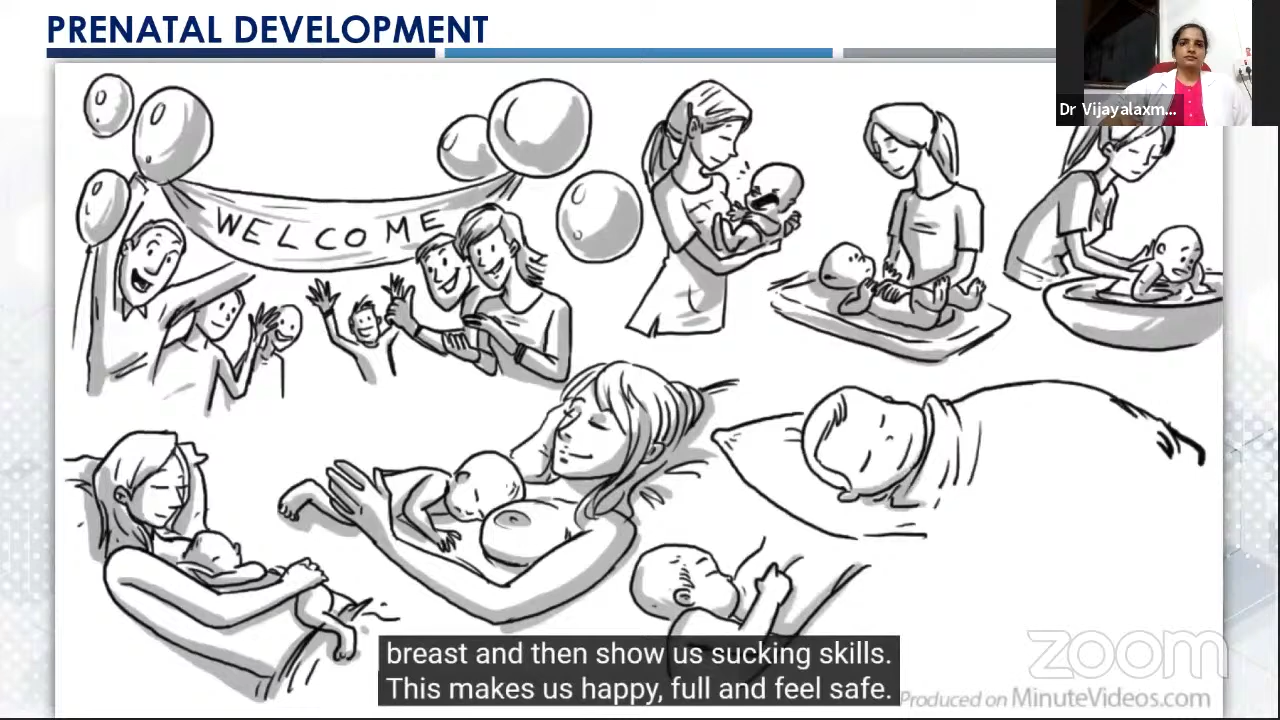 PRENATAL DEVELOPMENT
Dr Vijayalaxm...
WELCOME
breast and then show us sucking skills.
This makes us happy, full and feel safe.
zoom
Produced on MinuteVideos.com